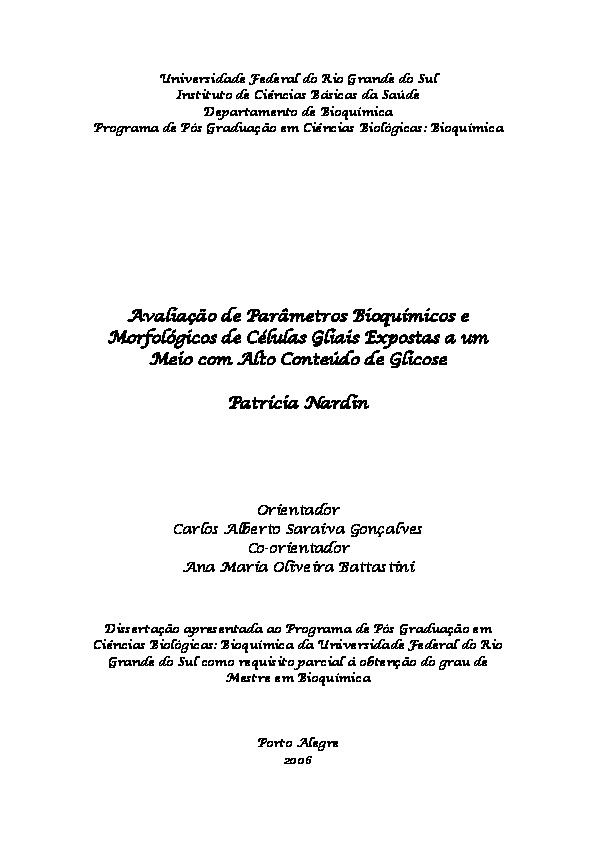 Universidade Federal do Rio Grande do Sul
Instituto de Ciências Básicas da Saúde
Departamento de Bioquímica
Programa de Pós Graduação em Ciências Biológicas: Bioquímica
Avaliação de Parâmetros Bioquímicos e
Morfológicos de Células Gliais Expostas a um
Meio com Alto Conteúdo de Glicose
Patrícia Nardin
Orientador
Carlos Alberto Saraiva Gonçalves
Co-orientador
Ana Maria Oliveira Battastini
Dissertação apresentada ao Programa de Pós Graduação em
Ciências Biológicas: Bioquímica da Universidade Federal do Rio
Grande do Sul como requisito parcial à obtenção do grau de
Mestre em Bioquímica
Porto Alegre
2006